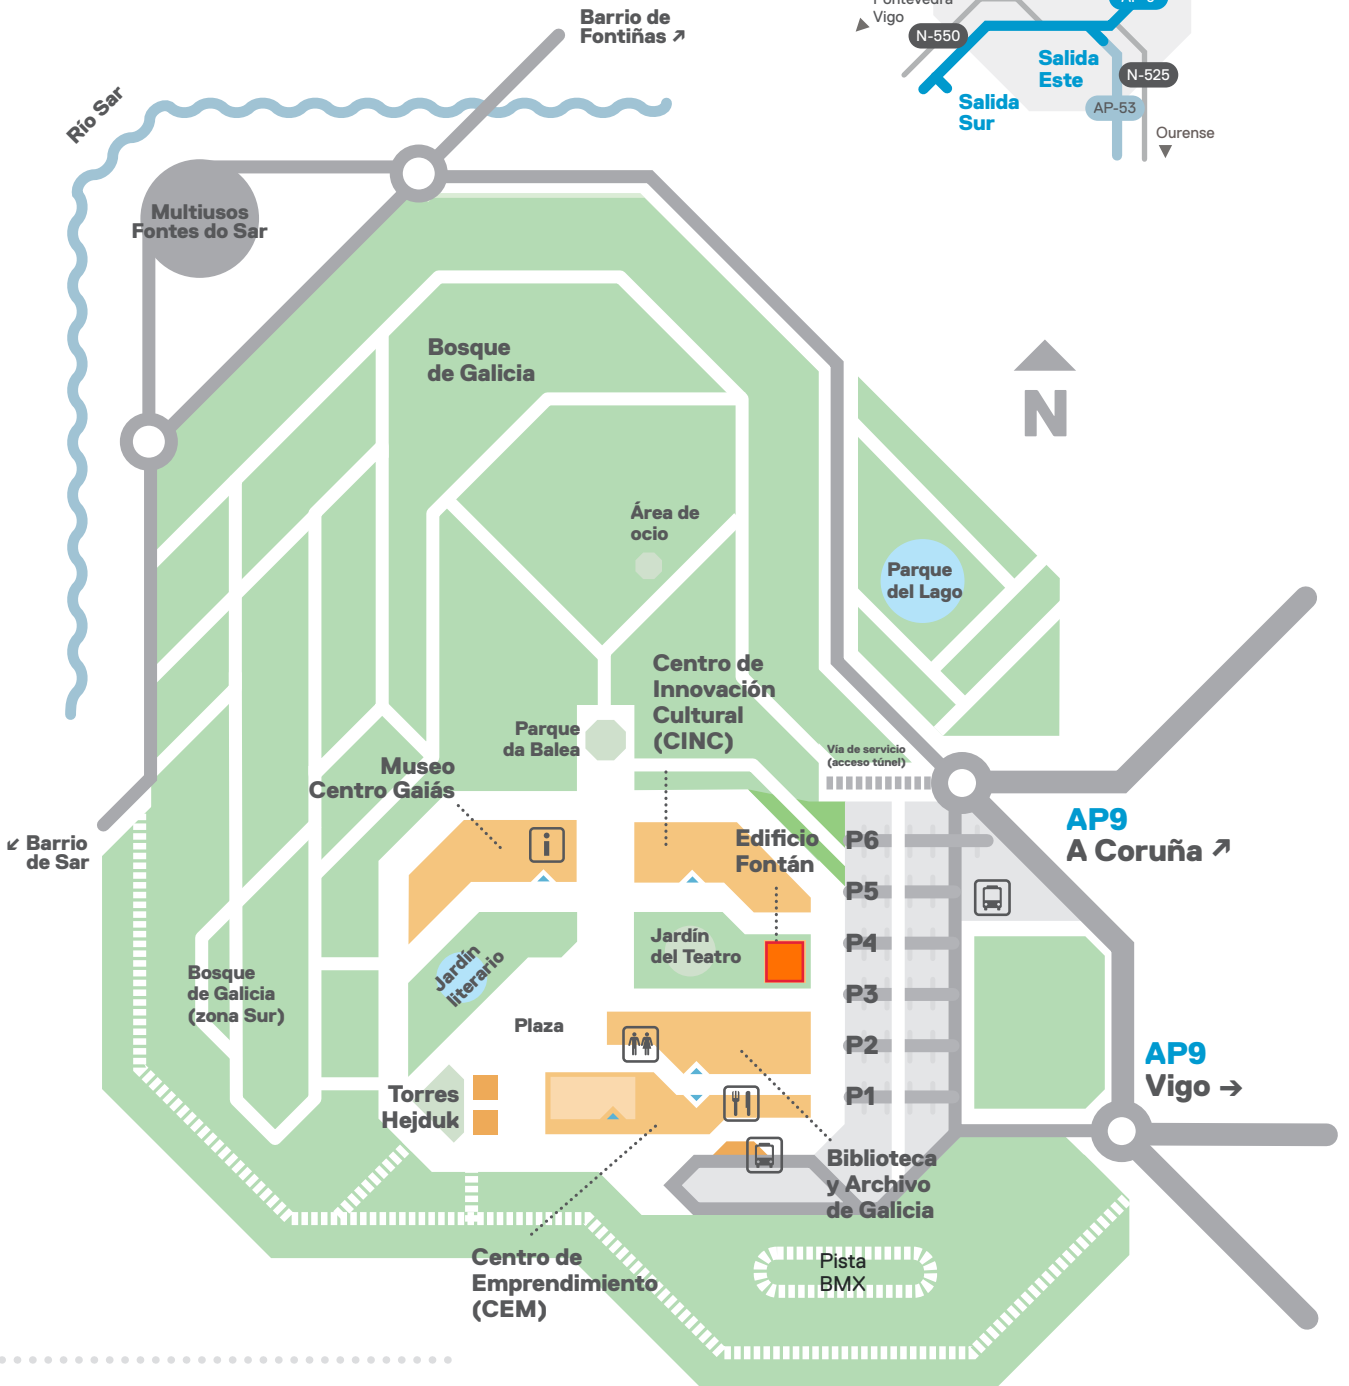 Barrio de
Fontiñas ↗
Pontevedra
Vigo
N-550
Salida
Este
N-525
AP-53
Salida
Sur
Ourense
Río Sar
Multiusos
Fontes do Sar
Bosque
de Galicia
N
Área de
ocio
Parque
del Lago
Centro de
Innovación
Cultural
(CINC)
Parque
da Balea
Vía de servicio
(acceso túnel)
Museo
Centro Gaiás
AP9
A Coruña ↗
↙ Barrio
de Sar
i
Edificio
Fontán
P6
P5
P4
P3
P2
P1
Jardín
del Teatro
Jardín
literario
Bosque
de Galicia
(zona Sur)
Plaza
AP9
Vigo →
Torres
Hejduk
Biblioteca
y Archivo
de Galicia
Centro de
Emprendimiento
(CEM)
Pista
BMX